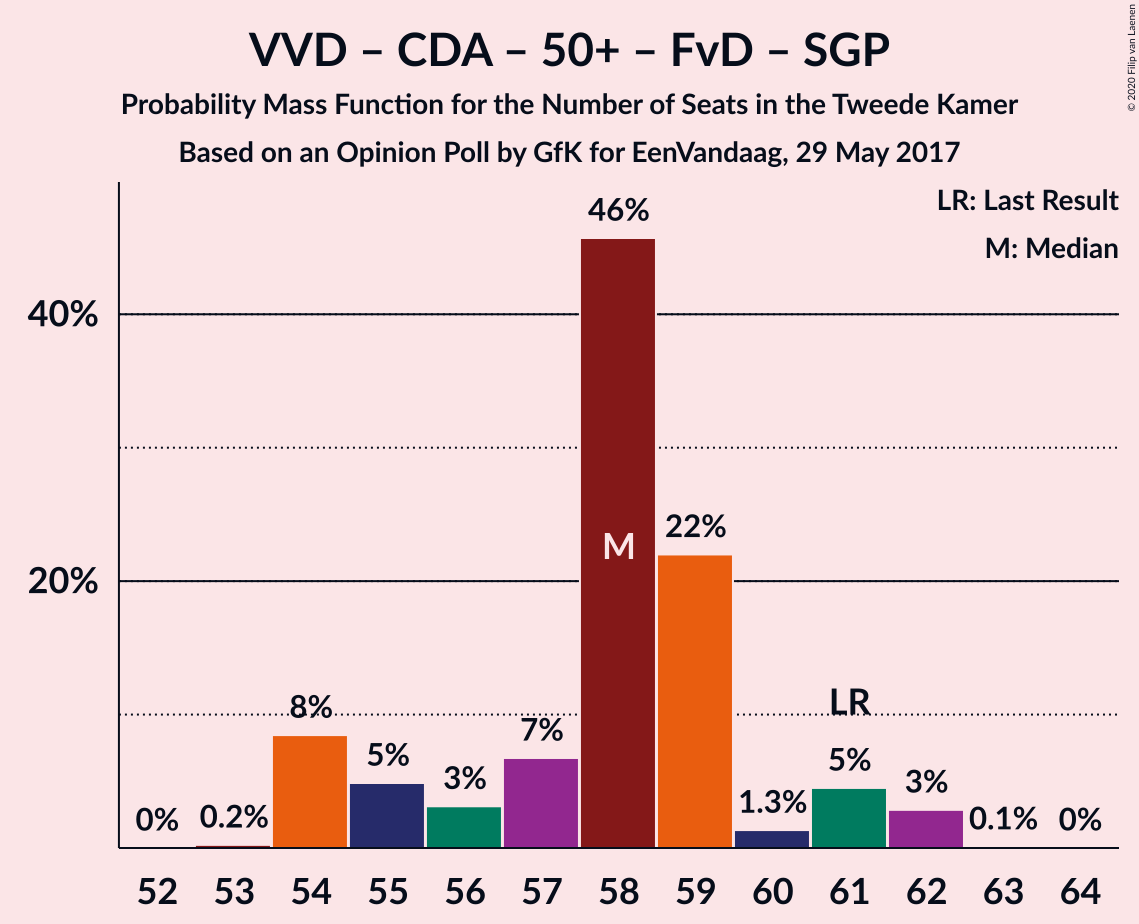 VVD – CDA – 50+ – FvD – SGP
Probability Mass Function for the Number of Seats in the Tweede Kamer
Based on an Opinion Poll by GfK for EenVandaag, 29 May 2017
© 2020 Filip van Laenen
LR: Last Result
M: Median
40%
20%
0%
0.2%
8%
5%
3%
7%
46%
M
22%
1.3%
LR
5%
3%
0.1%
0%
52 53 54 55 56 57 58 59 60 61 62 63 64